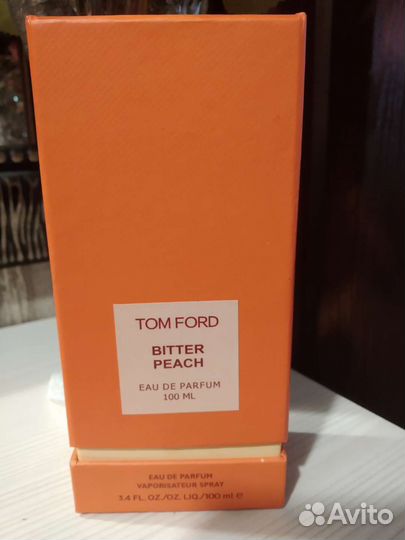 TOM FORD
BITTER
PEACH
EAU DE PARFUM
100 ML
EAU DE PARFUM
VAPORISATEUR SPRAY
3.4 FL. OZ./OZ. LIQ./100 ml e
Avito